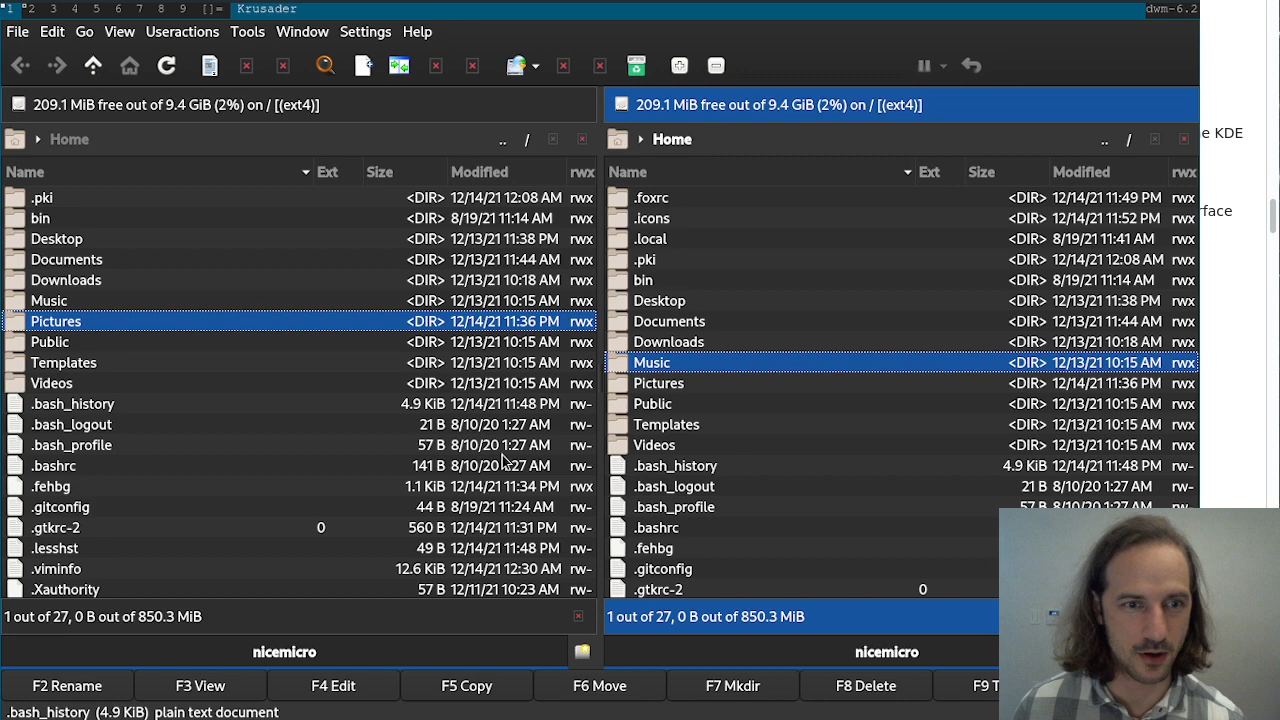 1 2 3 4 5 6 7 8 9 []= Krusader dwm-6.2
File Edit Go View Useractions Tools Window Settings Help
209.1 MiB free out of 9.4 GiB (2%) on / [(ext4)]
209.1 MiB free out of 9.4 GiB (2%) on / [(ext4)]
Home .. /
Home .. /
e KDE
rface
Name Ext Size Modified rwx
.pki <DIR> 12/14/21 12:08 AM rwx
bin <DIR> 8/19/21 11:14 AM rwx
Desktop <DIR> 12/13/21 11:38 PM rwx
Documents <DIR> 12/13/21 11:44 AM rwx
Downloads <DIR> 12/13/21 10:18 AM rwx
Music <DIR> 12/13/21 10:15 AM rwx
Pictures <DIR> 12/14/21 11:36 PM rwx
Public <DIR> 12/13/21 10:15 AM rwx
Templates <DIR> 12/13/21 10:15 AM rwx
Videos <DIR> 12/13/21 10:15 AM rwx
.bash_history 4.9 KiB 12/14/21 11:48 PM rw-
.bash_logout 21 B 8/10/20 1:27 AM rw-
.bash_profile 57 B 8/10/20 1:27 AM rw-
.bashrc 141 B 8/10/20 1:27 AM rw-
.fehbg 1.1 KiB 12/14/21 11:34 PM rwx
.gitconfig 44 B 8/19/21 11:24 AM rw-
.gtkrc-2 0 560 B 12/14/21 11:31 PM rw-
.lesshst 49 B 12/14/21 11:48 PM rw-
.viminfo 12.6 KiB 12/14/21 12:30 AM rw-
.Xauthority 57 B 12/11/21 10:23 AM rw-
1 out of 27, 0 B out of 850.3 MiB
nicemicro
Name Ext Size Modified rwx
.foxrc <DIR> 12/14/21 11:49 PM rwx
.icons <DIR> 12/14/21 11:52 PM rwx
.local <DIR> 8/19/21 11:41 AM rwx
.pki <DIR> 12/14/21 12:08 AM rwx
bin <DIR> 8/19/21 11:14 AM rwx
Desktop <DIR> 12/13/21 11:38 PM rwx
Documents <DIR> 12/13/21 11:44 AM rwx
Downloads <DIR> 12/13/21 10:18 AM rwx
Music <DIR> 12/13/21 10:15 AM rwx
Pictures <DIR> 12/14/21 11:36 PM rwx
Public <DIR> 12/13/21 10:15 AM rwx
Templates <DIR> 12/13/21 10:15 AM rwx
Videos <DIR> 12/13/21 10:15 AM rwx
.bash_history 4.9 KiB 12/14/21 11:48 PM rw-
.bash_logout 21 B 8/10/20 1:27 AM rw-
.bash_profile 57 B 8/10/20 1:27 AM rw-
.bashrc
.fehbg
.gitconfig
.gtkrc-2 0
1 out of 27, 0 B out of 850.3 MiB
nicemicro
F2 Rename F3 View F4 Edit F5 Copy F6 Move F7 Mkdir F8 Delete F9 T
.bash_history (4.9 KiB) plain text document